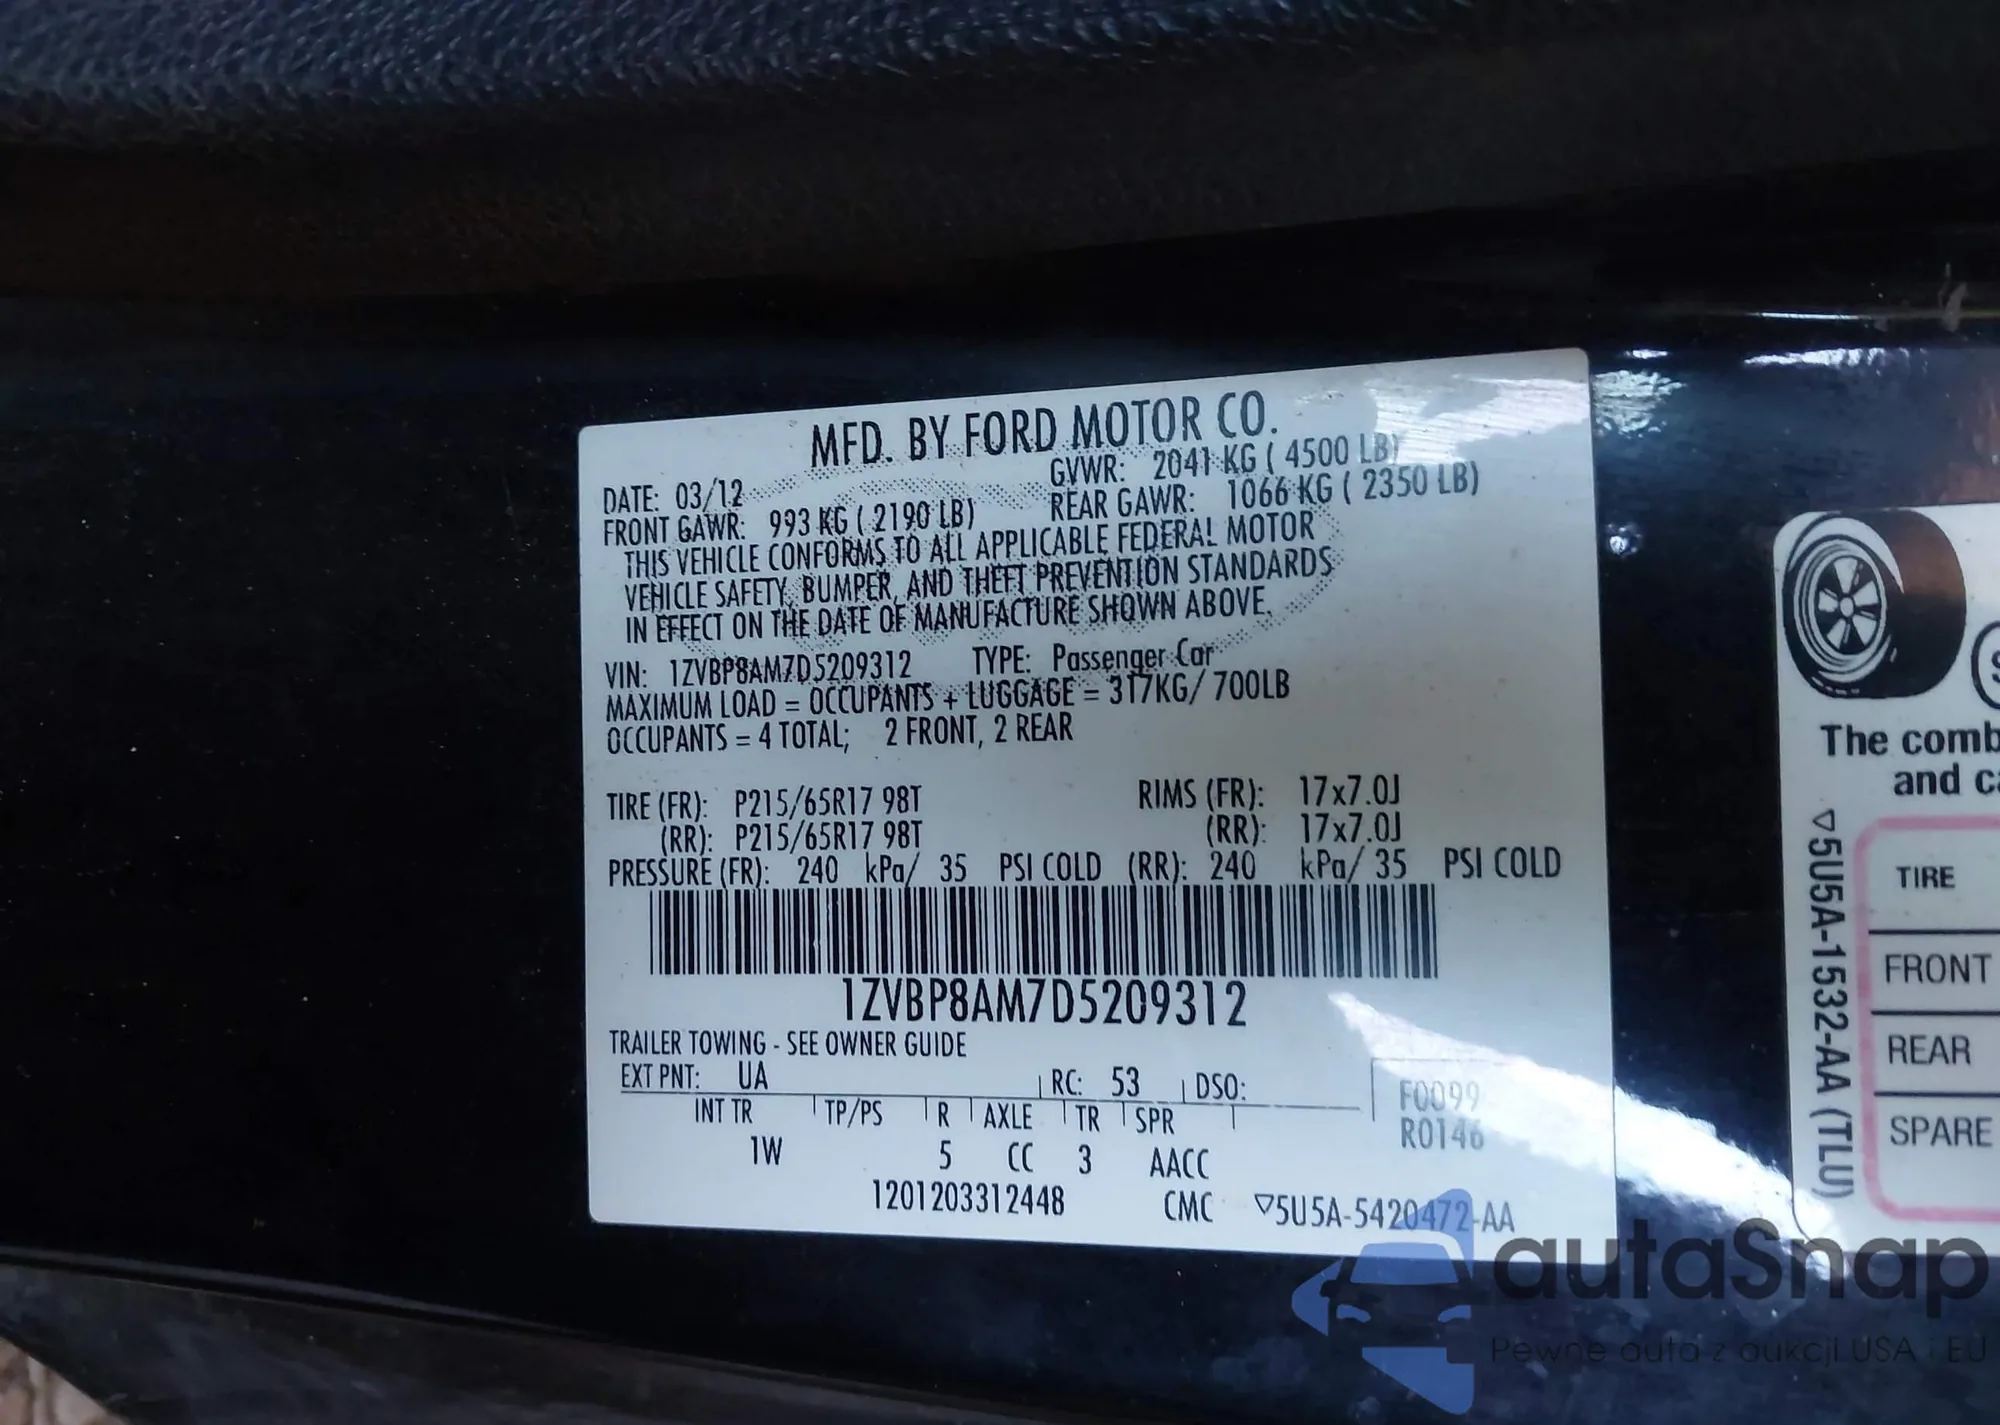 MFD. BY FORD MOTOR CO.
DATE: 03/12 GVWR: 2041 KG ( 4500 LB)
FRONT GAWR: 993 KG ( 2190 LB) REAR GAWR: 1066 KG ( 2350 LB)
THIS VEHICLE CONFORMS TO ALL APPLICABLE FEDERAL MOTOR
VEHICLE SAFETY, BUMPER, AND THEFT PREVENTION STANDARDS
IN EFFECT ON THE DATE OF MANUFACTURE SHOWN ABOVE.
VIN: 1ZVBP8AM7D5209312 TYPE: Passenger Car
MAXIMUM LOAD = OCCUPANTS + LUGGAGE = 317KG/ 700LB
OCCUPANTS = 4 TOTAL; 2 FRONT, 2 REAR
TIRE (FR): P215/65R17 98T RIMS (FR): 17x7.0J
(RR): P215/65R17 98T (RR): 17x7.0J
PRESSURE (FR): 240 kPa/ 35 PSI COLD (RR): 240 kPa/ 35 PSI COLD
1ZVBP8AM7D5209312
TRAILER TOWING - SEE OWNER GUIDE
EXT PNT: UA RC: 53 DSO:
INT TR TP/PS R AXLE TR SPR
1W 5 CC 3 AACC
F0099
R0146
1201203312448 CMC ▽5U5A-5420472-AA
The comb
and ca
▽5U5A-1532-AA (TLU)
TIRE
FRONT
REAR
SPARE
autaSnap
Pewne auta z aukcji USA i EU